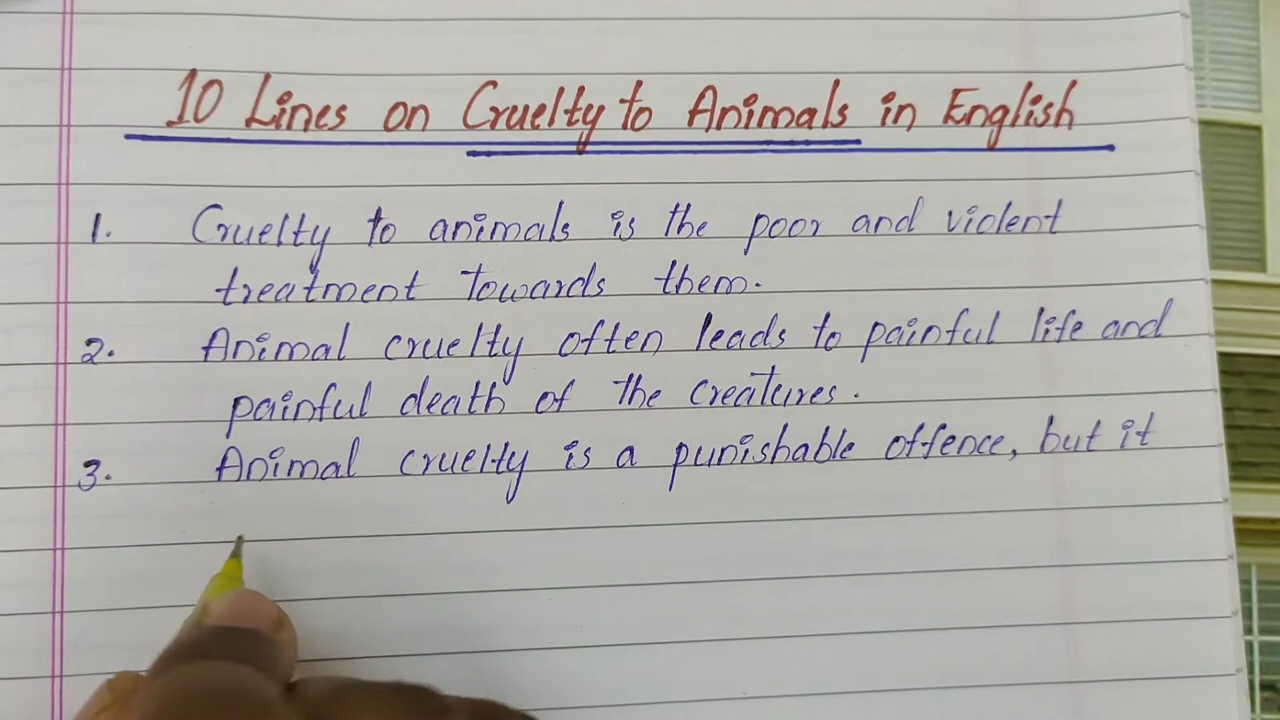 10 Lines on Cruelty to Animals in English
1. Cruelty to animals is the poor and violent
treatment towards them.
2. Animal cruelty often leads to painful life and
painful death of the creatures.
3. Animal cruelty is a punishable offence, but it